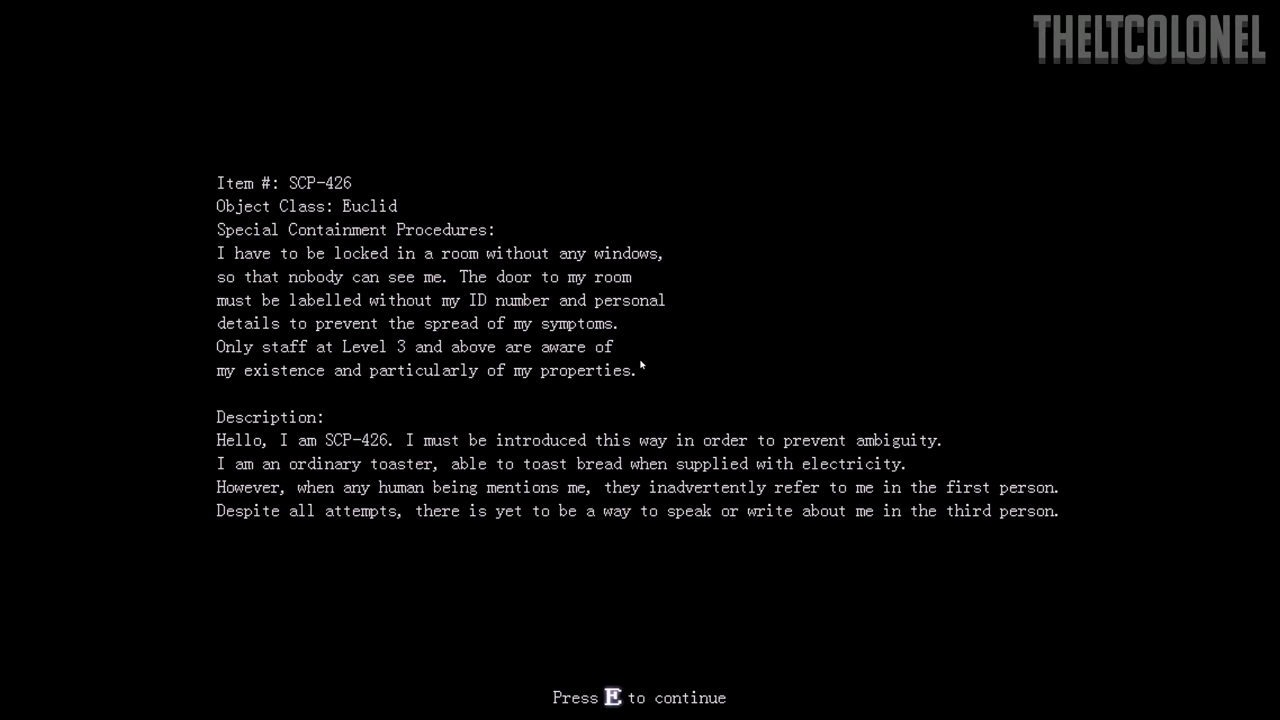 THELTCOLONEL
Item #: SCP-426
Object Class: Euclid
Special Containment Procedures:
I have to be locked in a room without any windows,
so that nobody can see me. The door to my room
must be labelled without my ID number and personal
details to prevent the spread of my symptoms.
Only staff at Level 3 and above are aware of
my existence and particularly of my properties.
Description:
Hello, I am SCP-426. I must be introduced this way in order to prevent ambiguity.
I am an ordinary toaster, able to toast bread when supplied with electricity.
However, when any human being mentions me, they inadvertently refer to me in the first person.
Despite all attempts, there is yet to be a way to speak or write about me in the third person.
Press E to continue